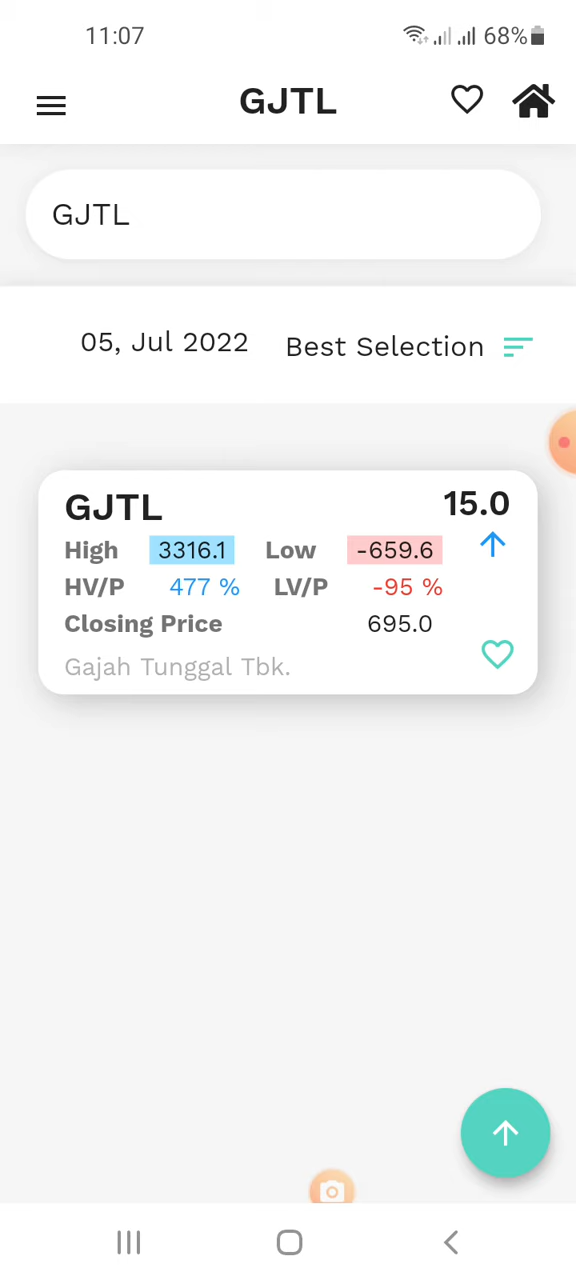 11:07 68%
GJTL
GJTL
05, Jul 2022 Best Selection
GJTL 15.0
High 3316.1 Low -659.6
HV/P 477 % LV/P -95 %
Closing Price 695.0
Gajah Tunggal Tbk.